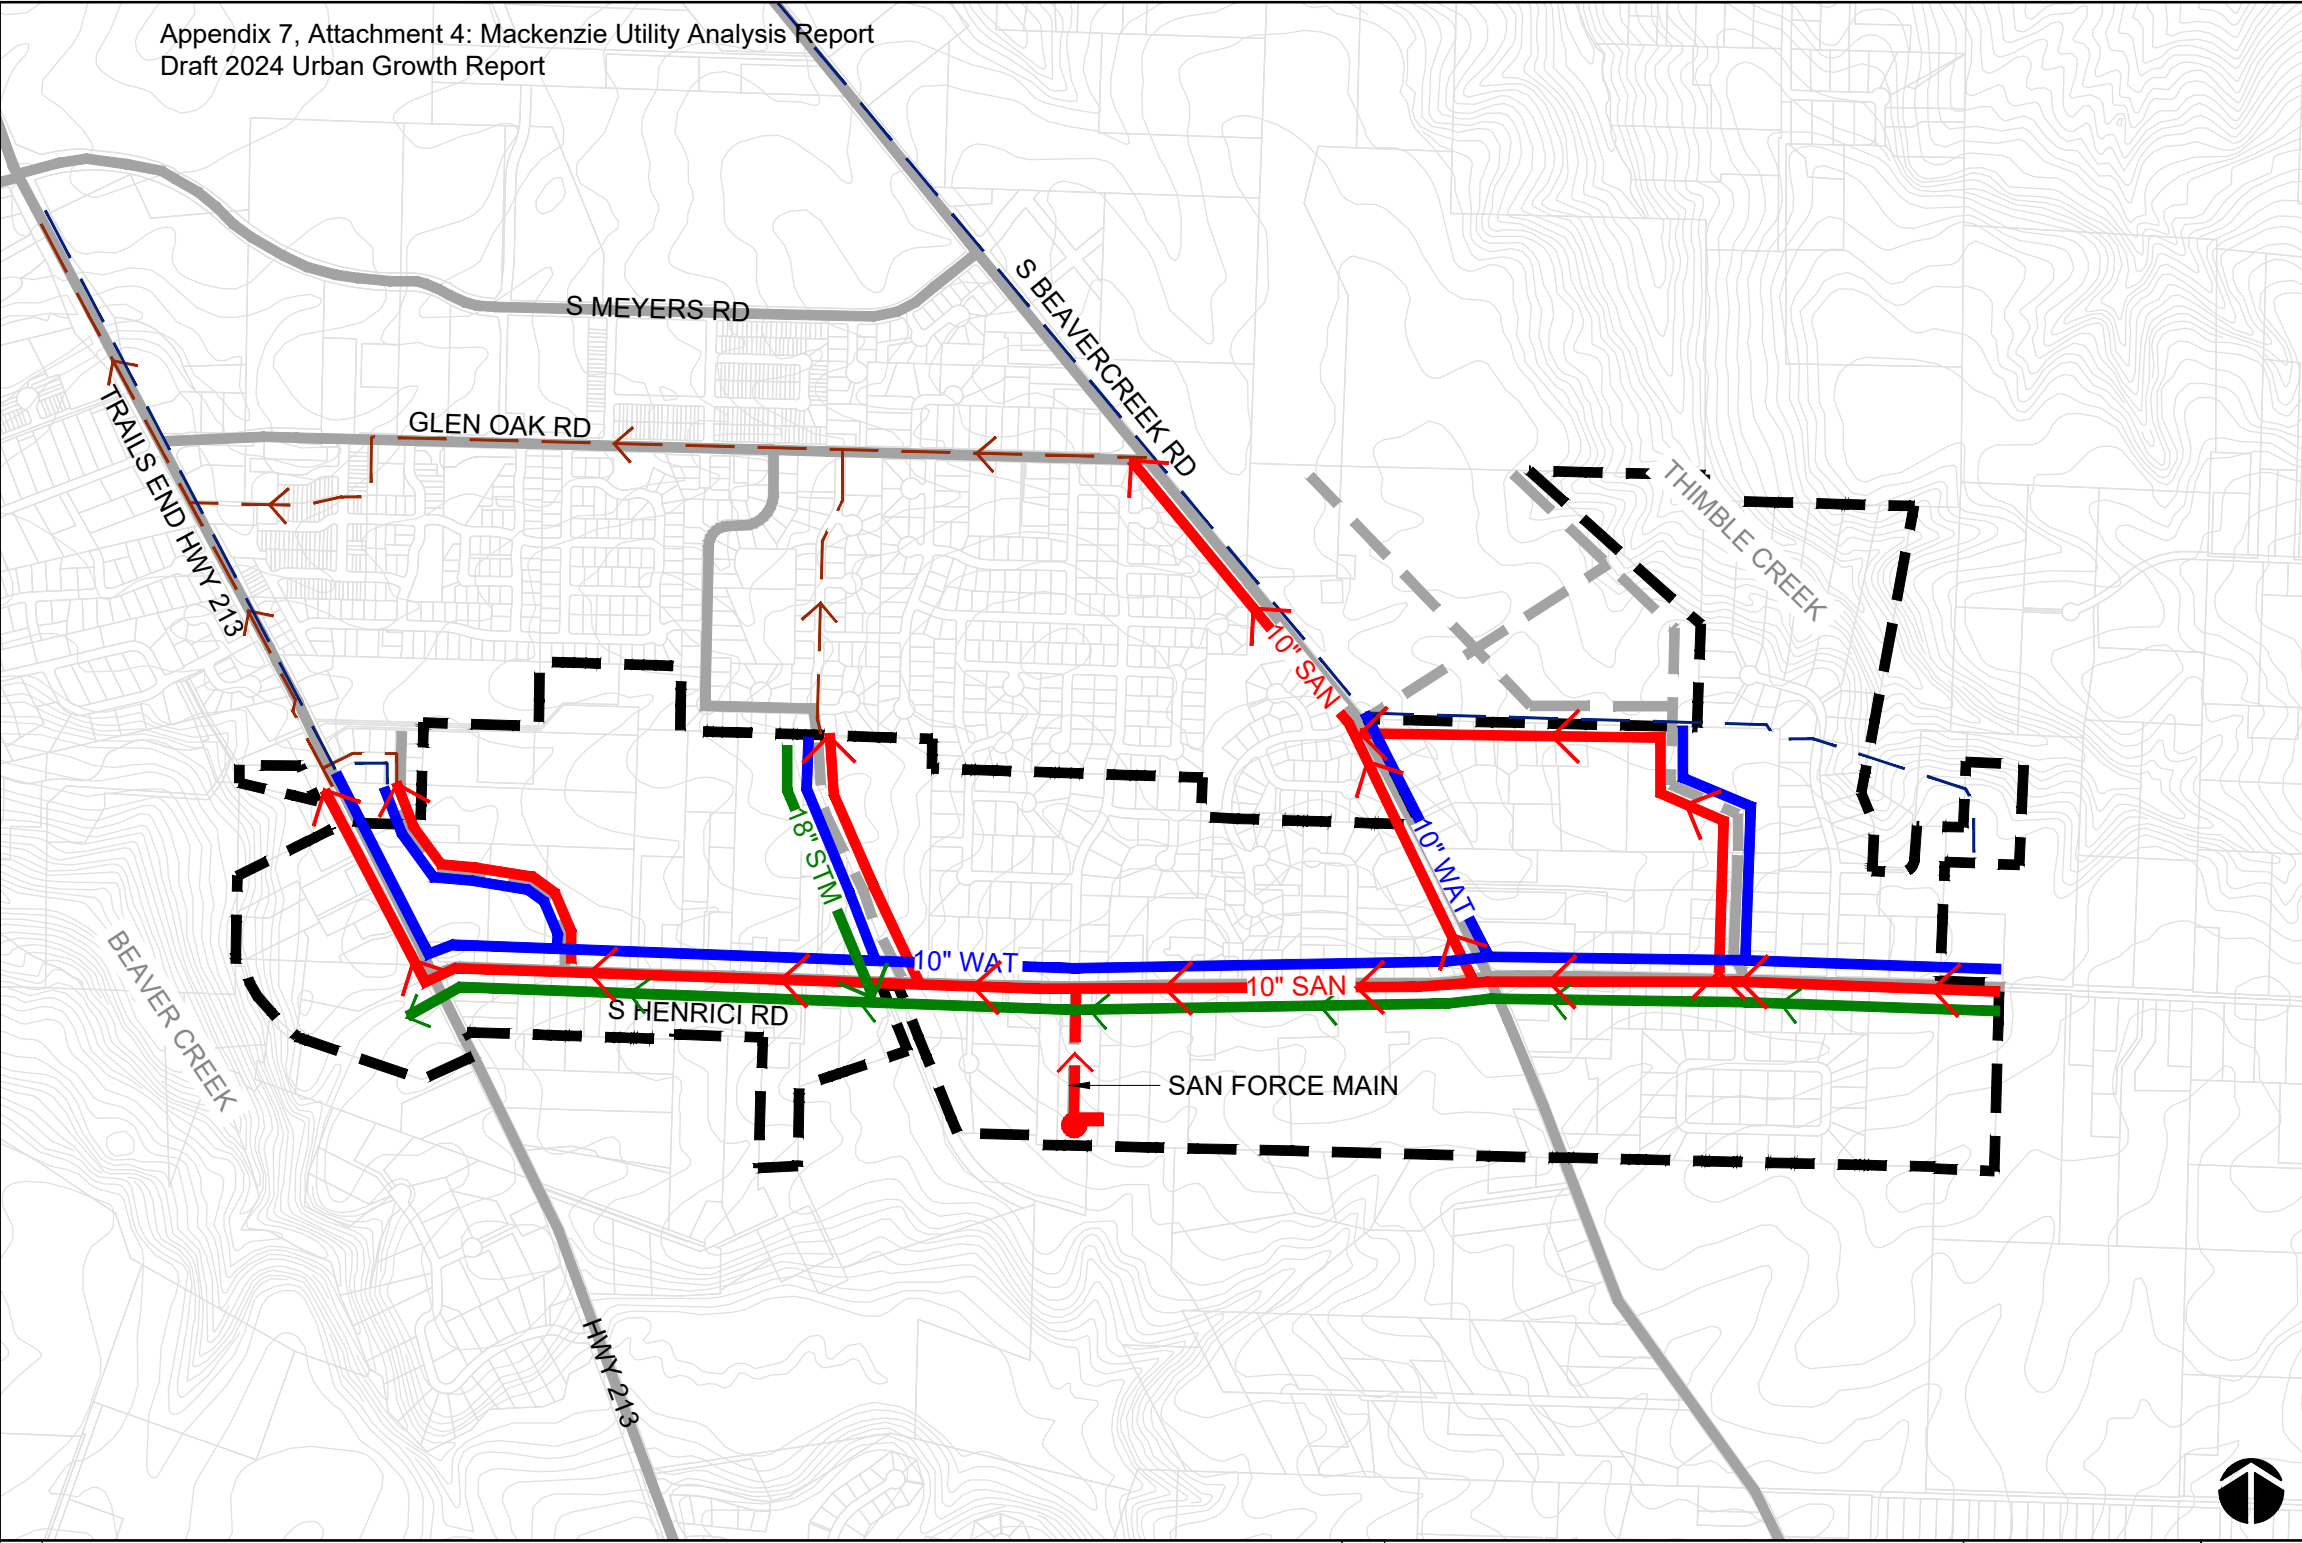 Appendix 7, Attachment 4: Mackenzie Utility Analysis Report
Draft 2024 Urban Growth Report
S MEYERS RD
S BEAVERCREEK RD
GLEN OAK RD
TRAILS END HWY 213
THIMBLE CREEK
10" SAN
18" STM
10" WAT
BEAVER CREEK
10" WAT
10" SAN
S HENRICI RD
SAN FORCE MAIN
HWY 213